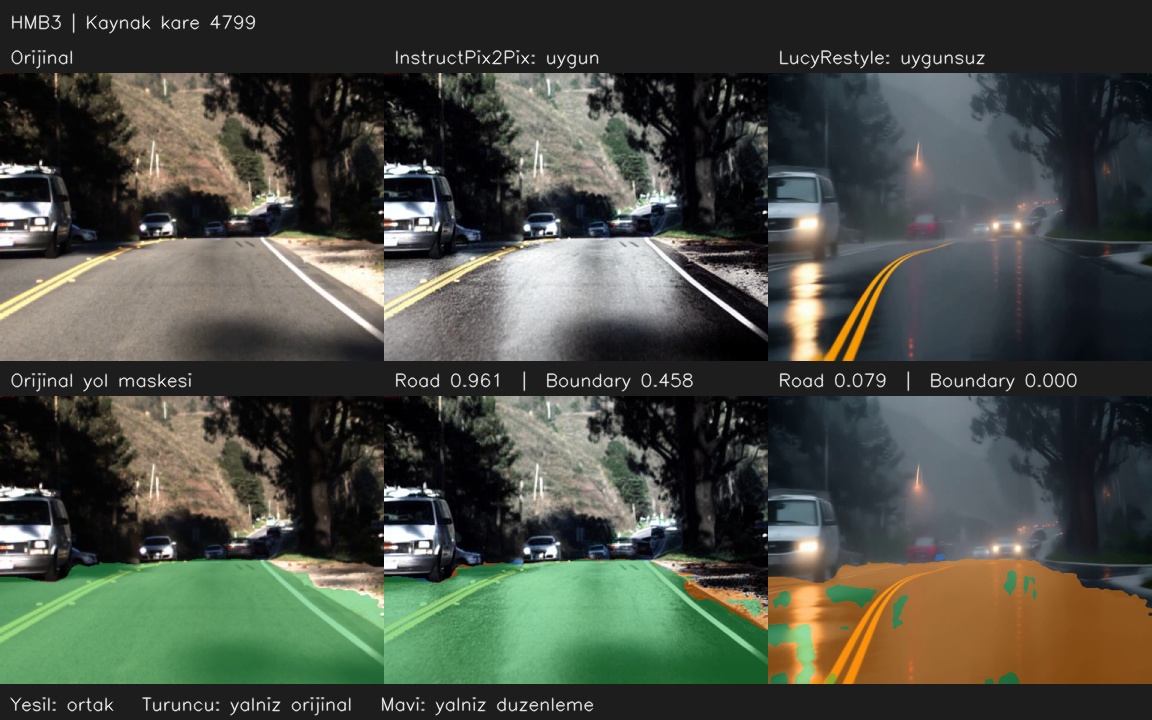 HMB3 | Kaynak kare 4799
Orijinal
InstructPix2Pix: uygun
LucyRestyle: uygunsuz
Orijinal yol maskesi
Road 0.961 | Boundary 0.458
Road 0.079 | Boundary 0.000
Yesil: ortak Turuncu: yalniz orijinal Mavi: yalniz duzenleme